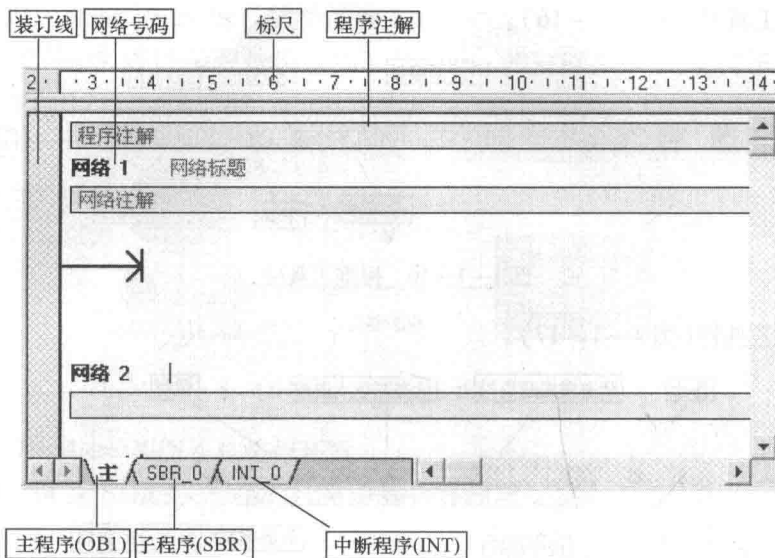 装订线 网络号码 标尺 程序注解
2 · · 3 · ı · 4 · ı · 5 · ı · 6 · ı · 7 · ı · 8 · ı · 9 · ı · 10 · ı · 11 · ı · 12 · ı · 13 · ı · 14 ·
程序注解
网络 1 网络标题
网络注解
网络 2
主 SBR_0 INT_0
主程序(OB1) 子程序(SBR) 中断程序(INT)